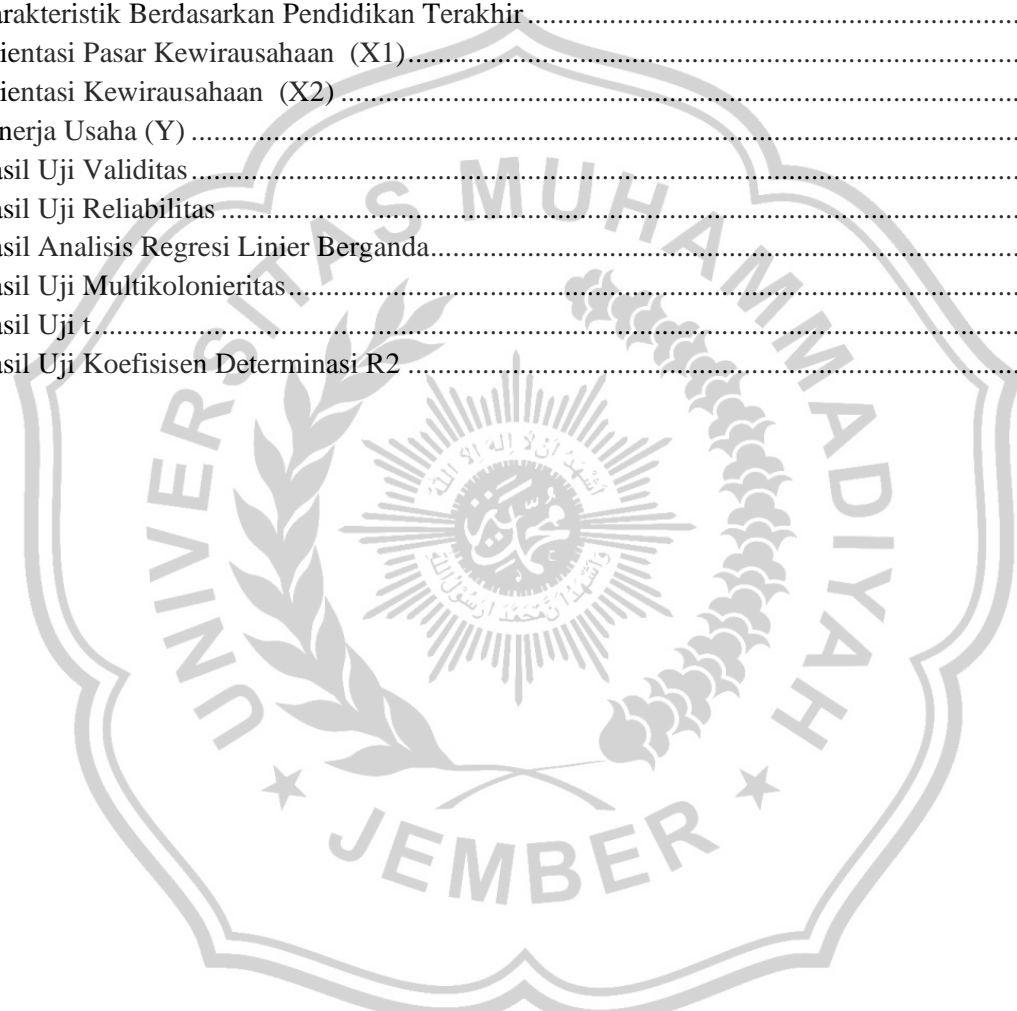 arakteristik Berdasarkan Pendidikan Terakhir
ientasi Pasar Kewirausahaan (X1)
ientasi Kewirausahaan (X2)
nerja Usaha (Y)
asil Uji Validitas
asil Uji Reliabilitas
asil Analisis Regresi Linier Berganda
asil Uji Multikolonieritas
asil Uji t
asil Uji Koefisisen Determinasi R2
UNIVERSITAS MUHAMMADIYAH
JEMBER